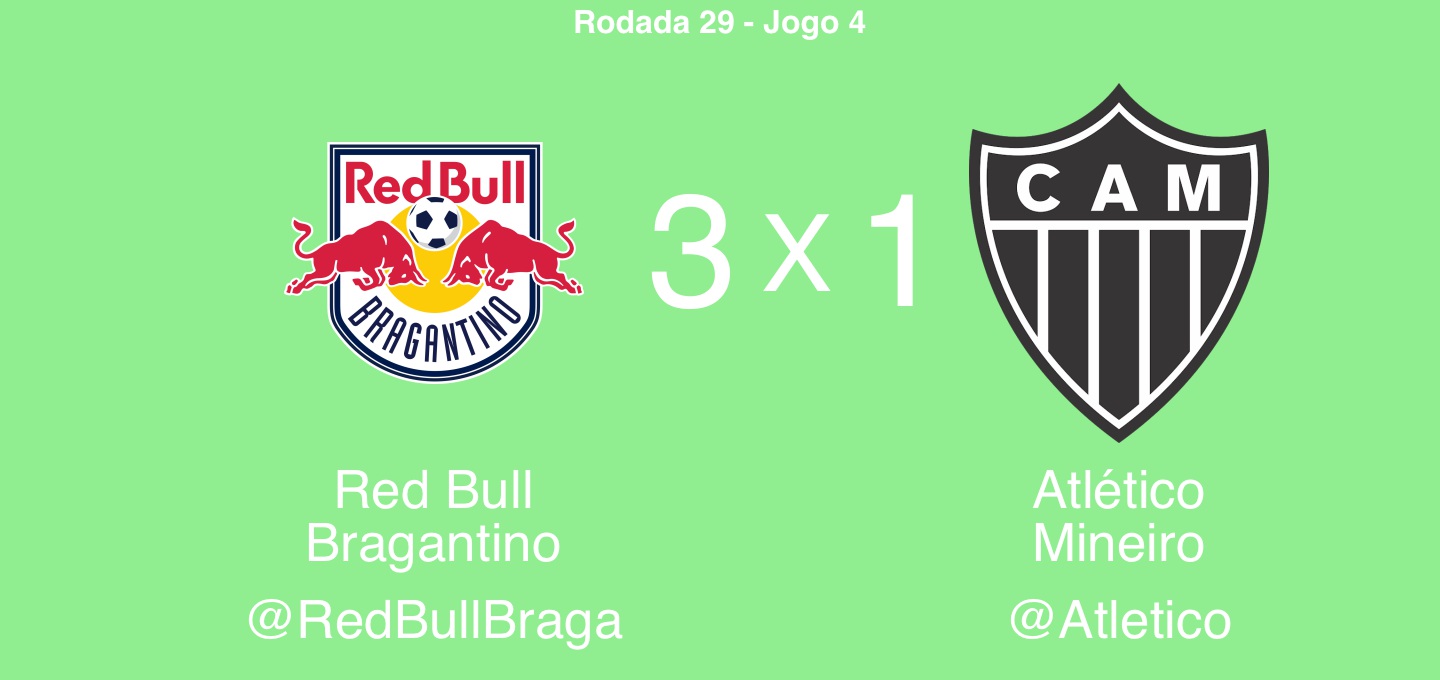 Rodada 29 - Jogo 4
Red Bull
BRAGANTINO
3 x 1
C A M
Red Bull
Bragantino
Atlético
Mineiro
@RedBullBraga
@Atletico